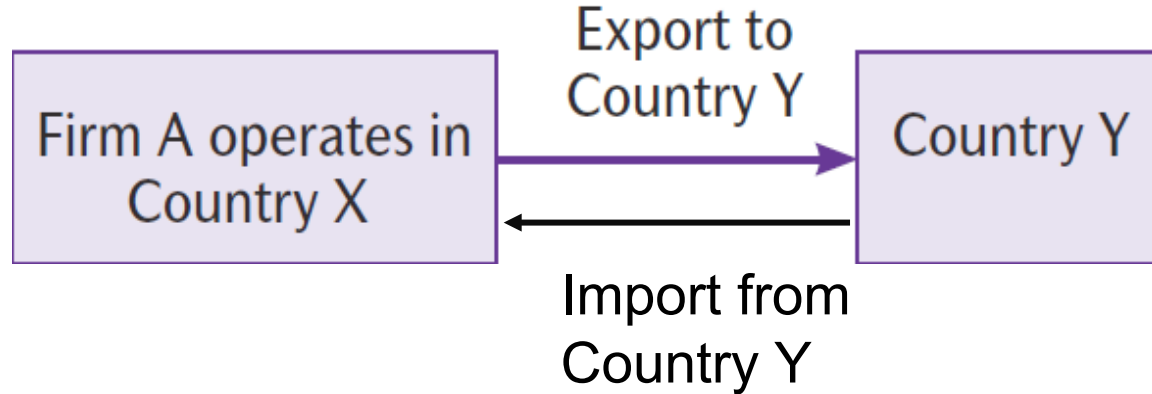 Export to
Country Y
Firm A operates in
Country X
Country Y
Import from
Country Y